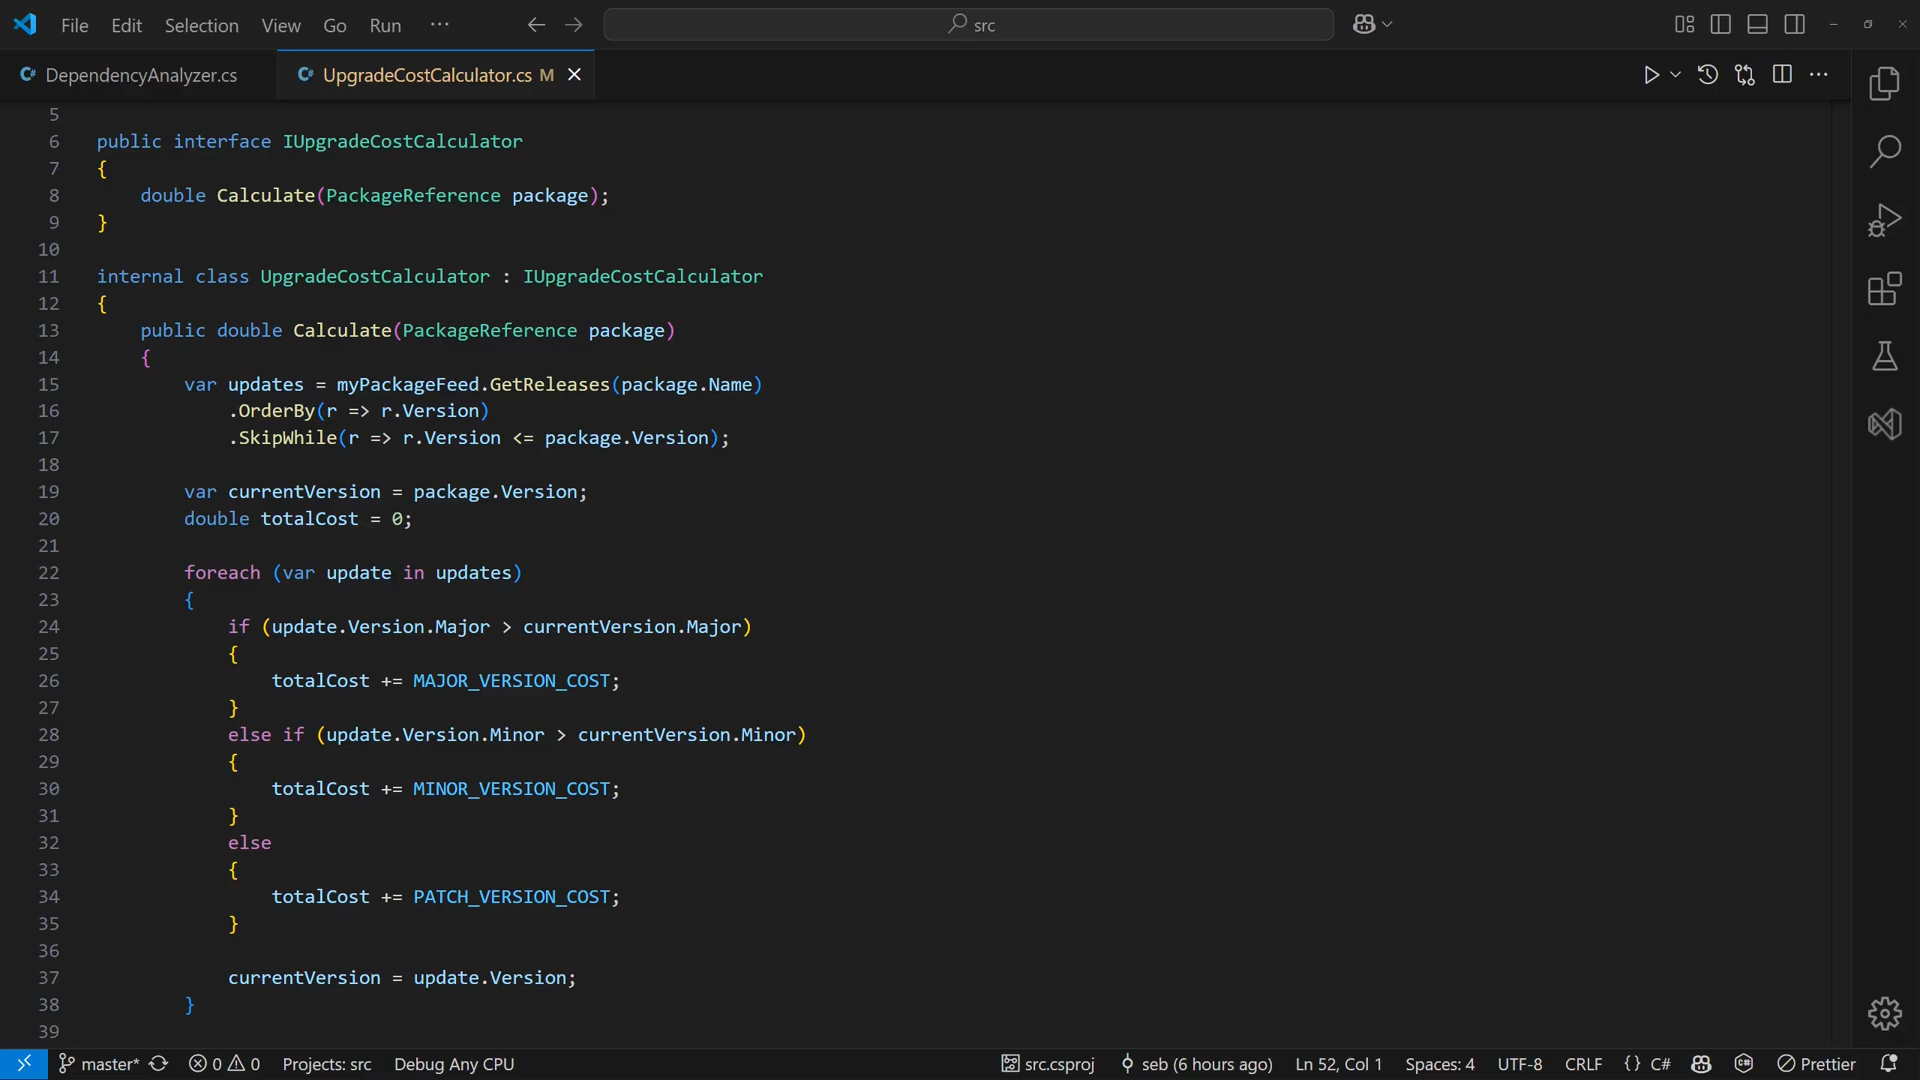 File Edit Selection View Go Run ··· src
DependencyAnalyzer.cs UpgradeCostCalculator.cs M
5
6 public interface IUpgradeCostCalculator
7 {
8 double Calculate(PackageReference package);
9 }
10
11 internal class UpgradeCostCalculator : IUpgradeCostCalculator
12 {
13 public double Calculate(PackageReference package)
14 {
15 var updates = myPackageFeed.GetReleases(package.Name)
16 .OrderBy(r => r.Version)
17 .SkipWhile(r => r.Version <= package.Version);
18
19 var currentVersion = package.Version;
20 double totalCost = 0;
21
22 foreach (var update in updates)
23 {
24 if (update.Version.Major > currentVersion.Major)
25 {
26 totalCost += MAJOR_VERSION_COST;
27 }
28 else if (update.Version.Minor > currentVersion.Minor)
29 {
30 totalCost += MINOR_VERSION_COST;
31 }
32 else
33 {
34 totalCost += PATCH_VERSION_COST;
35 }
36
37 currentVersion = update.Version;
38 }
39
master* 0 0 Projects: src Debug Any CPU src.csproj seb (6 hours ago) Ln 52, Col 1 Spaces: 4 UTF-8 CRLF {} C# Prettier